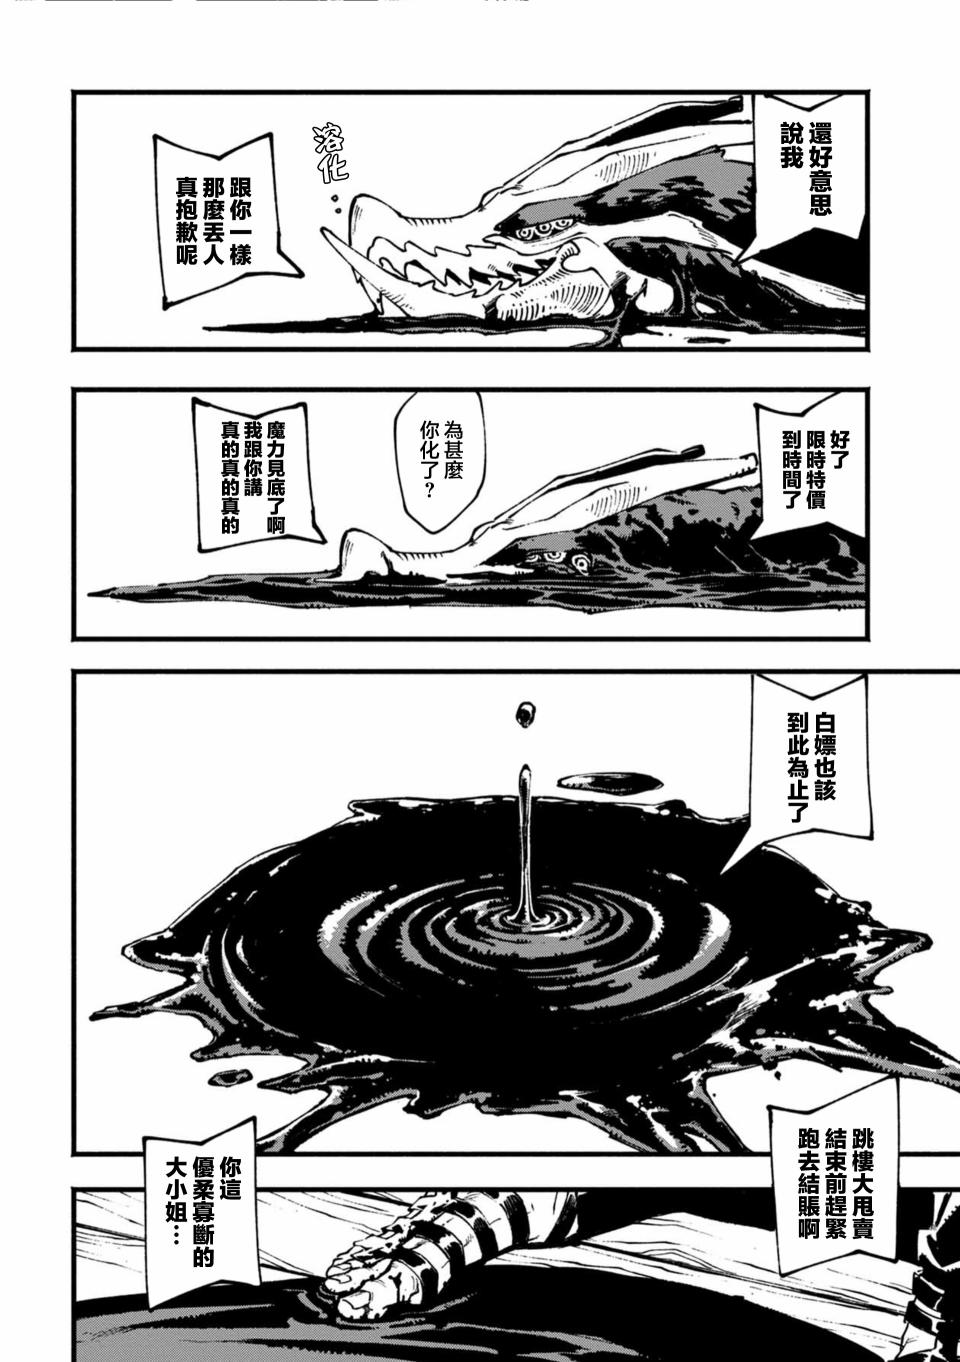 還好意思
說我
溶化
跟你一樣
那麼丟人
真抱歉呢
好了
限時特價
到時間了
為甚麼
你化了？
魔力見底了啊
我跟你講
真的真的真的
白嫖也該
到此為止了
跳樓大甩賣
結束前趕緊
跑去結賬啊
你這
優柔寡斷的
大小姐…